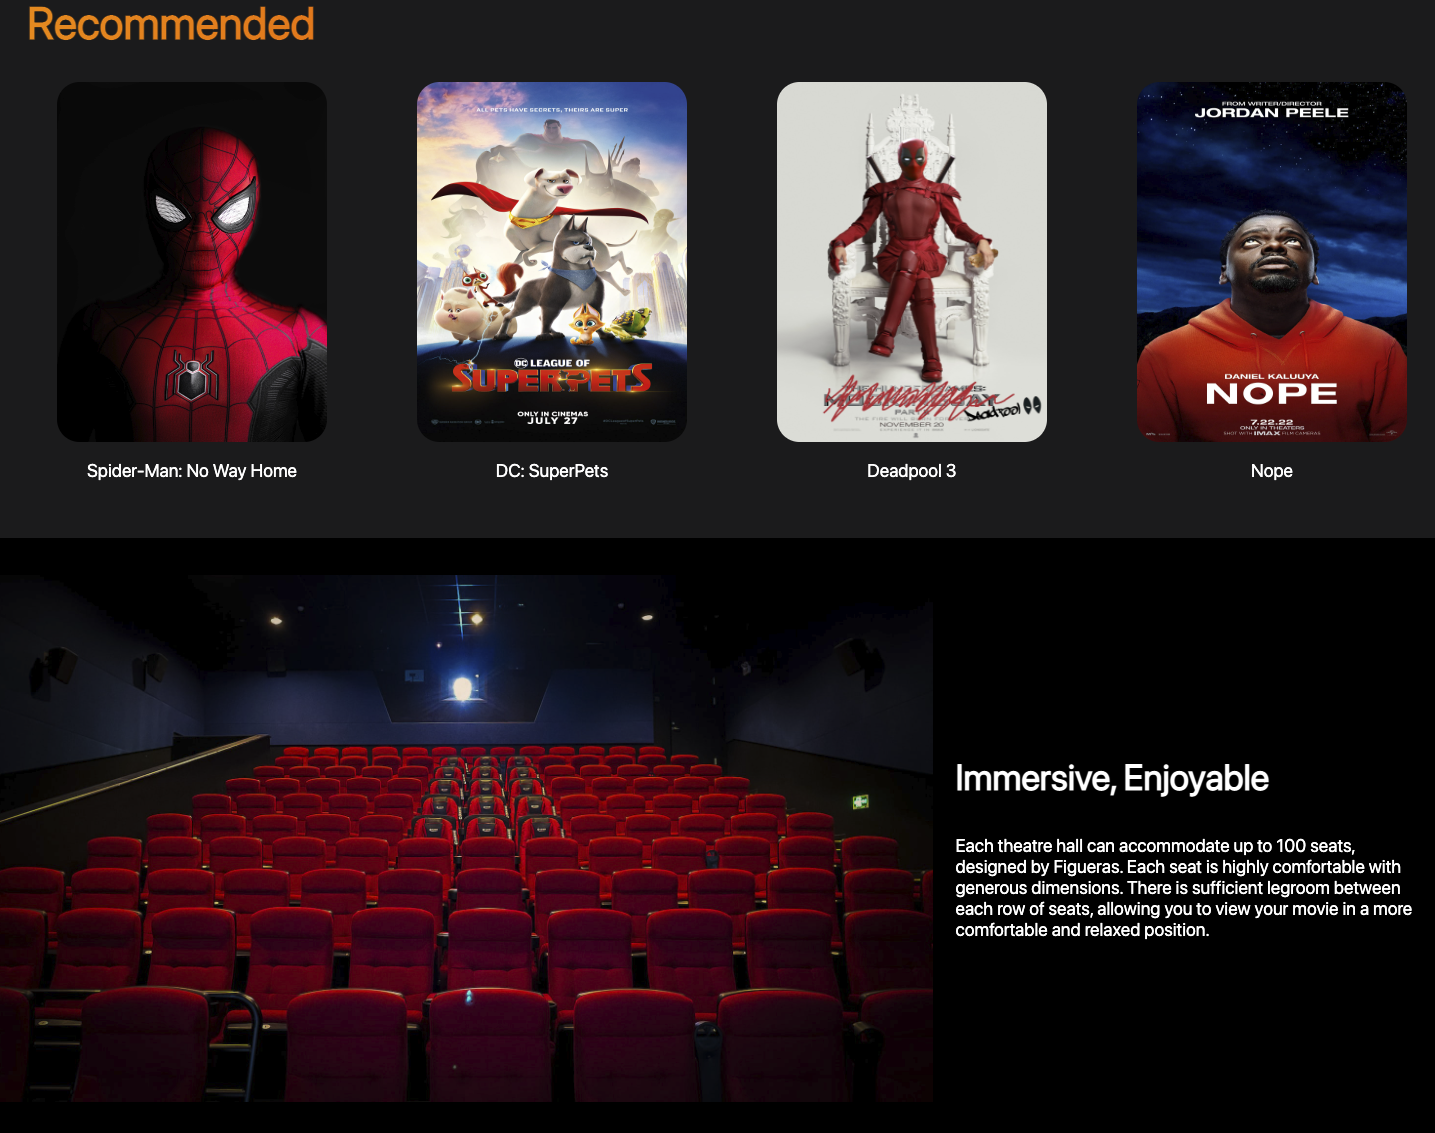 Recommended
ALL PETS HAVE SECRETS, THEIRS ARE SUPER
DC LEAGUE OF
SUPER-PETS
ONLY IN CINEMAS
JULY 27
NOVEMBER 20
Deadpool
FROM WRITER/DIRECTOR
JORDAN PEELE
DANIEL KALUUYA
NOPE
7.22.22
ONLY IN THEATERS
SHOT WITH IMAX FILM CAMERAS
Spider-Man: No Way Home
DC: SuperPets
Deadpool 3
Nope
Immersive, Enjoyable
Each theatre hall can accommodate up to 100 seats,
designed by Figueras. Each seat is highly comfortable with
generous dimensions. There is sufficient legroom between
each row of seats, allowing you to view your movie in a more
comfortable and relaxed position.